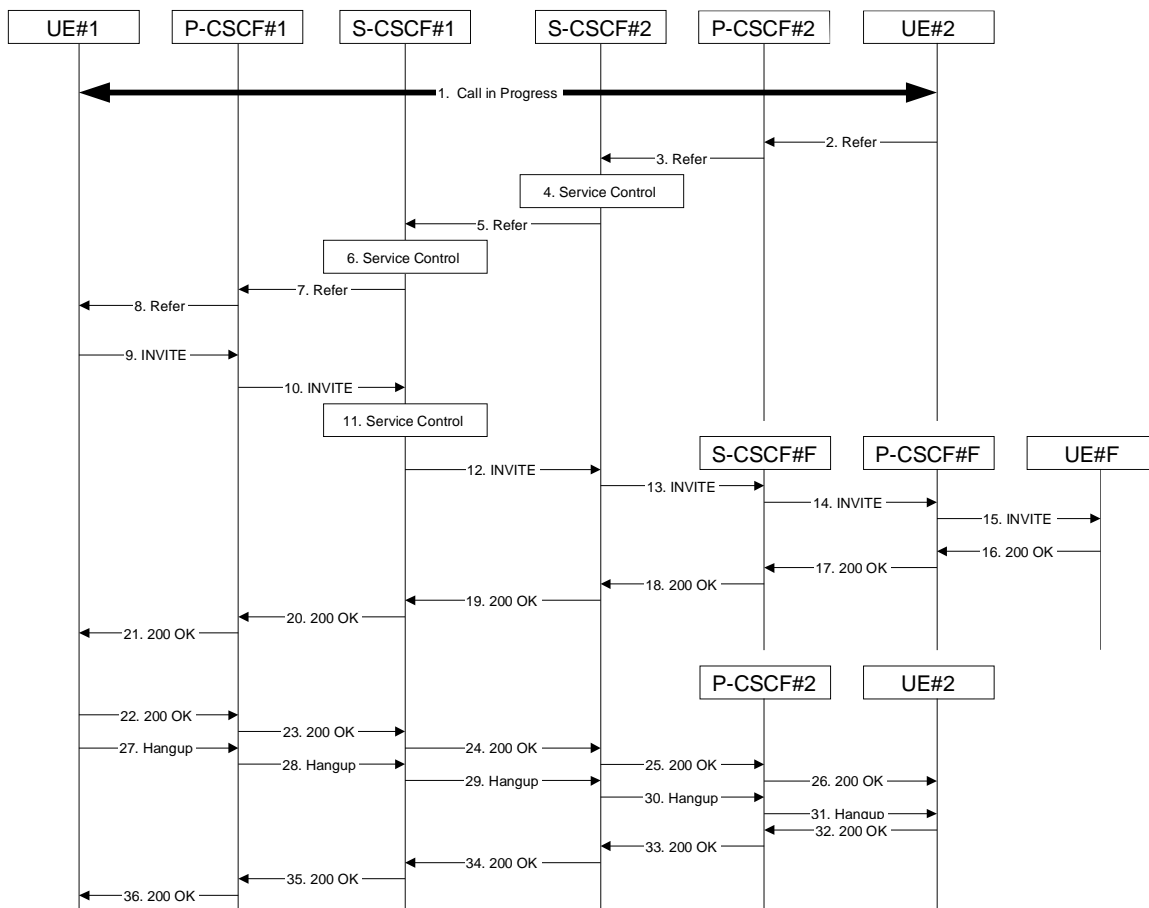 UE#1
P-CSCF#1
S-CSCF#1
S-CSCF#2
P-CSCF#2
UE#2
1. Call in Progress
2. Refer
3. Refer
4. Service Control
5. Refer
6. Service Control
7. Refer
8. Refer
9. INVITE
10. INVITE
11. Service Control
S-CSCF#F
P-CSCF#F
UE#F
12. INVITE
13. INVITE
14. INVITE
15. INVITE
16. 200 OK
17. 200 OK
18. 200 OK
19. 200 OK
20. 200 OK
21. 200 OK
P-CSCF#2
UE#2
22. 200 OK
23. 200 OK
24. 200 OK
25. 200 OK
26. 200 OK
27. Hangup
28. Hangup
29. Hangup
30. Hangup
31. Hangup
32. 200 OK
33. 200 OK
34. 200 OK
35. 200 OK
36. 200 OK